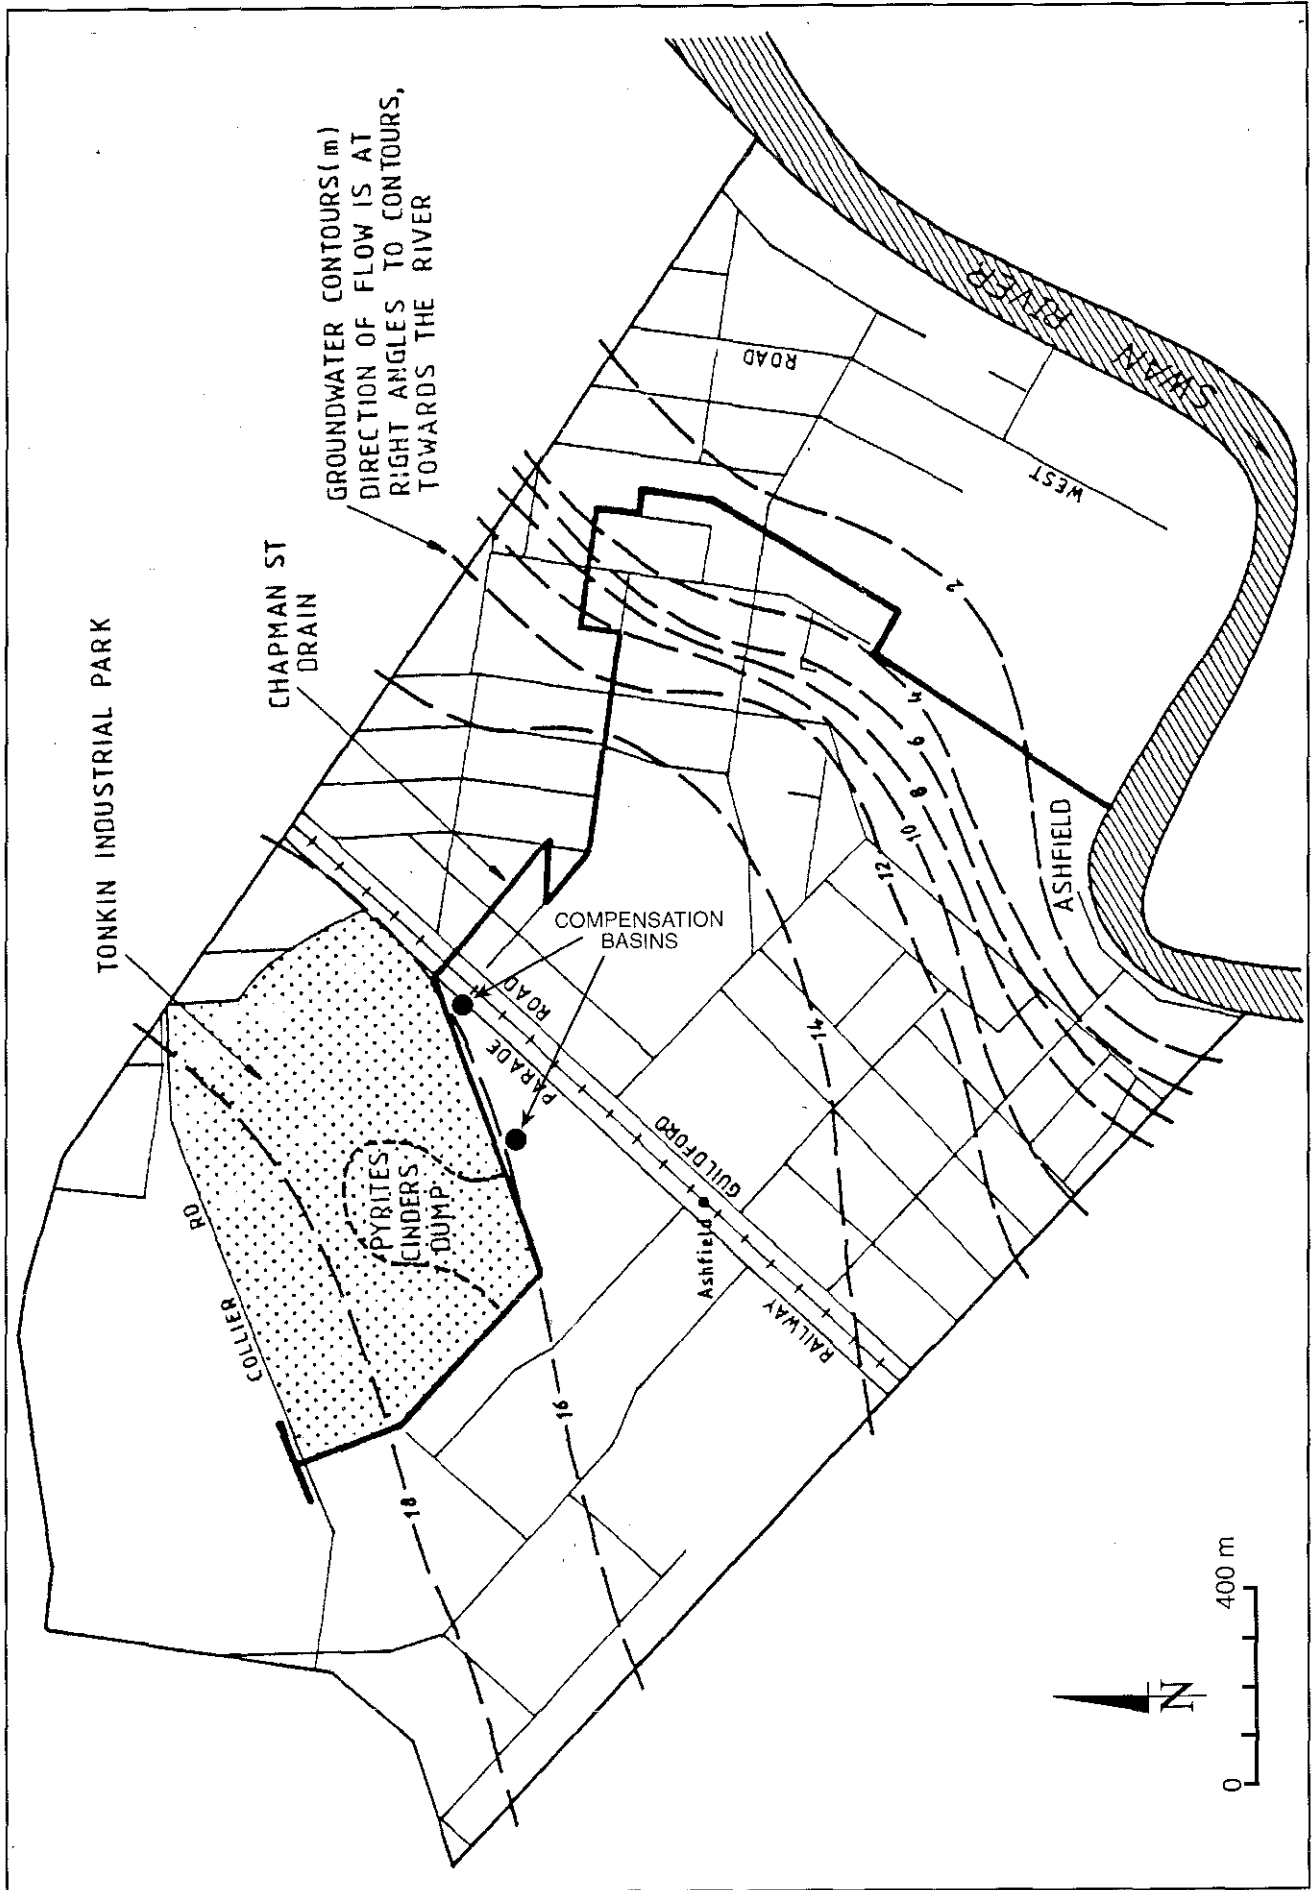 TONKIN INDUSTRIAL PARK
CHAPMAN ST
DRAIN
GROUNDWATER CONTOURS(m)
DIRECTION OF FLOW IS AT
RIGHT ANGLES TO CONTOURS,
TOWARDS THE RIVER
COLLIER RD
PYRITES
CINDERS
DUMP
COMPENSATION
BASINS
RAILWAY PARADE
GUILDFORD ROAD
Ashfield
ASHFIELD
WEST ROAD
SWAN RIVER
18
16
14
12
10
8
6
4
2
N
0 400 m